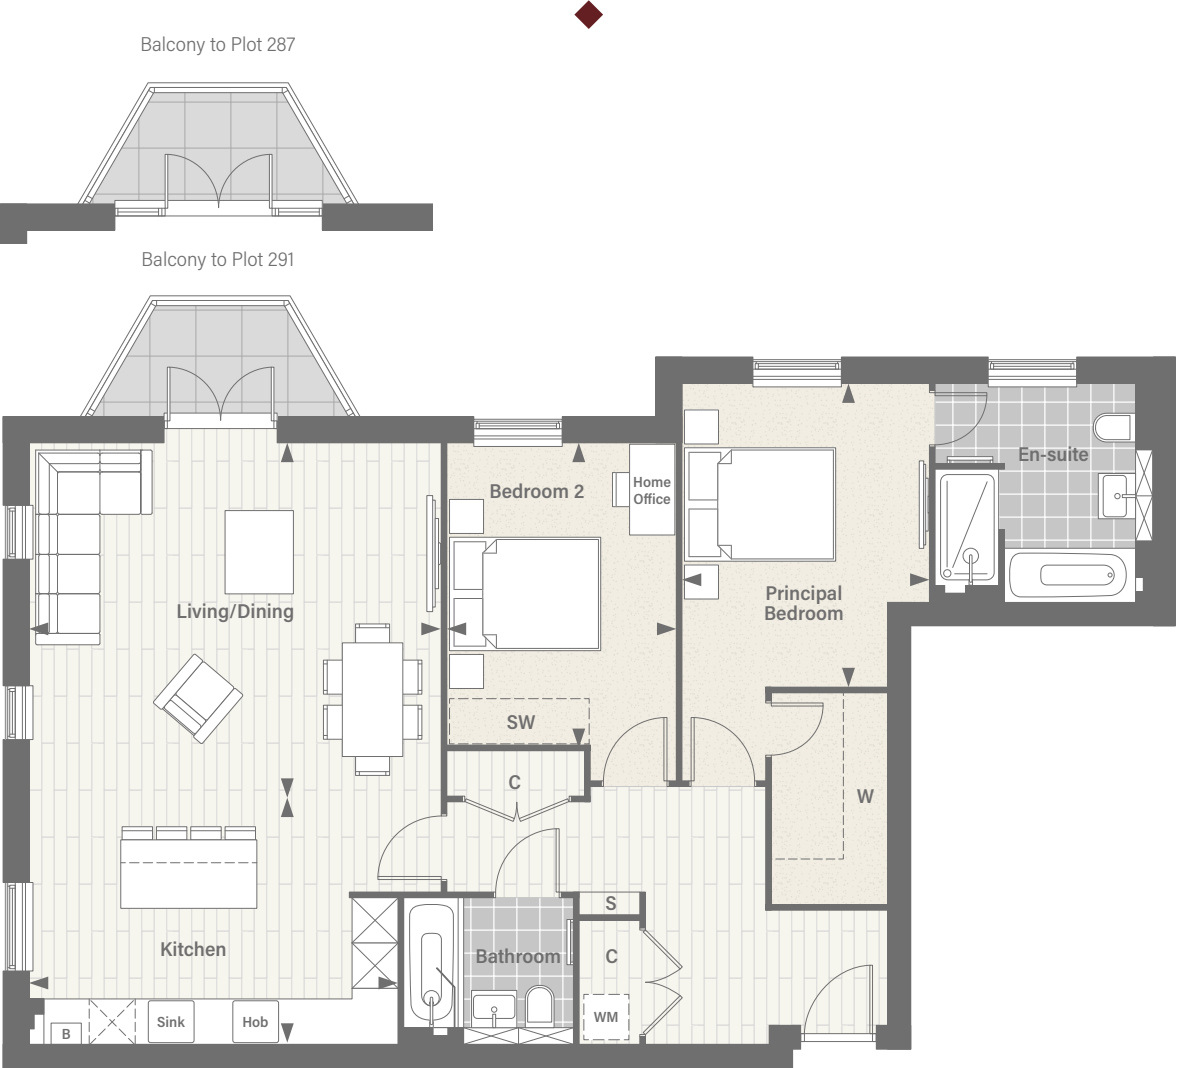 Balcony to Plot 287
Balcony to Plot 291
Bedroom 2
Home
Office
En-suite
Living/Dining
Principal
Bedroom
SW
C
W
S
Kitchen
Bathroom
C
B
Sink
Hob
WM